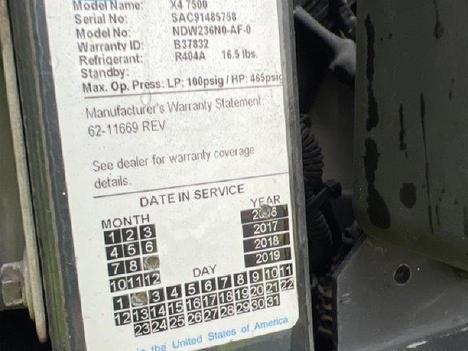 Model Name: X4 7500
Serial No: SAC91485758
Model No: NDW236N0-AF-0
Warranty ID: B37832
Refrigerant: R404A 16.5 lbs.
Standby:
Max. Op. Press: LP: 100psig / HP: 465psig
Manufacturer's Warranty Statement:
62-11669 REV
See dealer for warranty coverage
details.
DATE IN SERVICE
MONTH YEAR
1 2 3
4 5 6 2017
7 8 2018
10 11 12 DAY 2019
1 3 4 5 6 7 8 9 10 11
12 13 14 15 16 17 18 19 20 21 22
23 24 25 26 27 28 29 30 31
in the United States of America